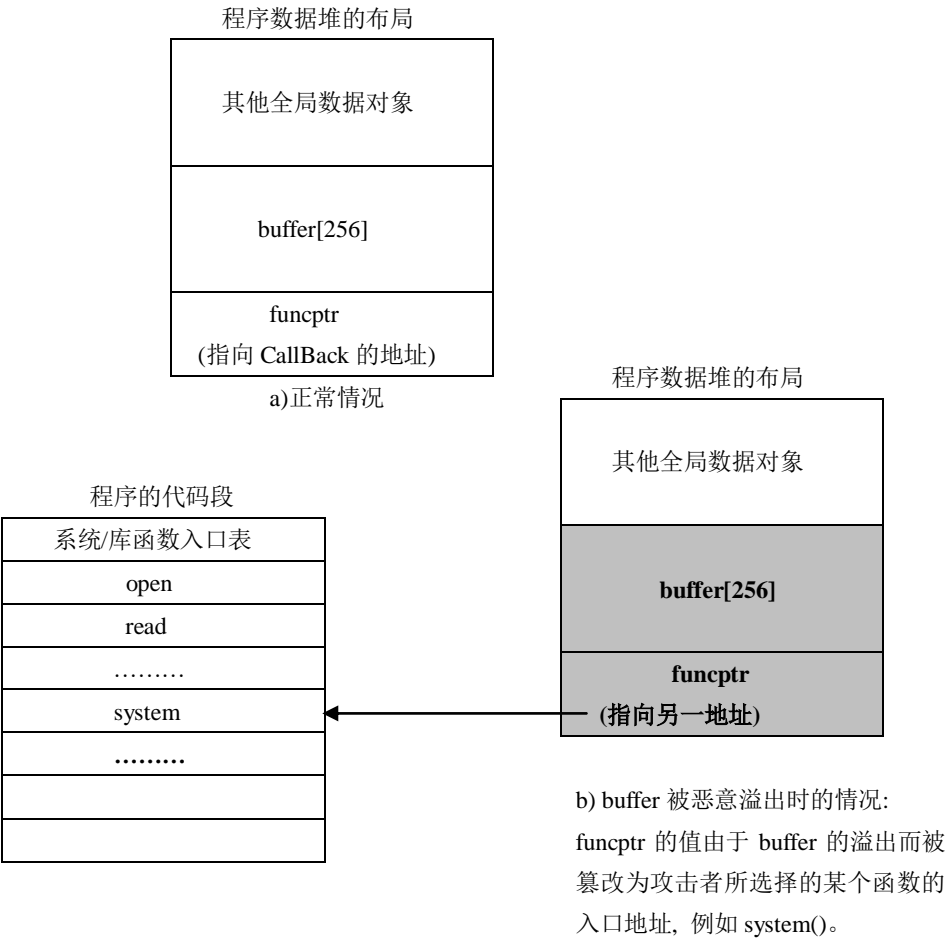 程序数据堆的布局
其他全局数据对象
buffer[256]
funcptr
(指向 CallBack 的地址)
a)正常情况
程序数据堆的布局
其他全局数据对象
buffer[256]
funcptr
(指向另一地址)
程序的代码段
系统/库函数入口表
open
read
………
system
………
b) buffer 被恶意溢出时的情况:
funcptr 的值由于 buffer 的溢出而被
篡改为攻击者所选择的某个函数的
入口地址, 例如 system()。